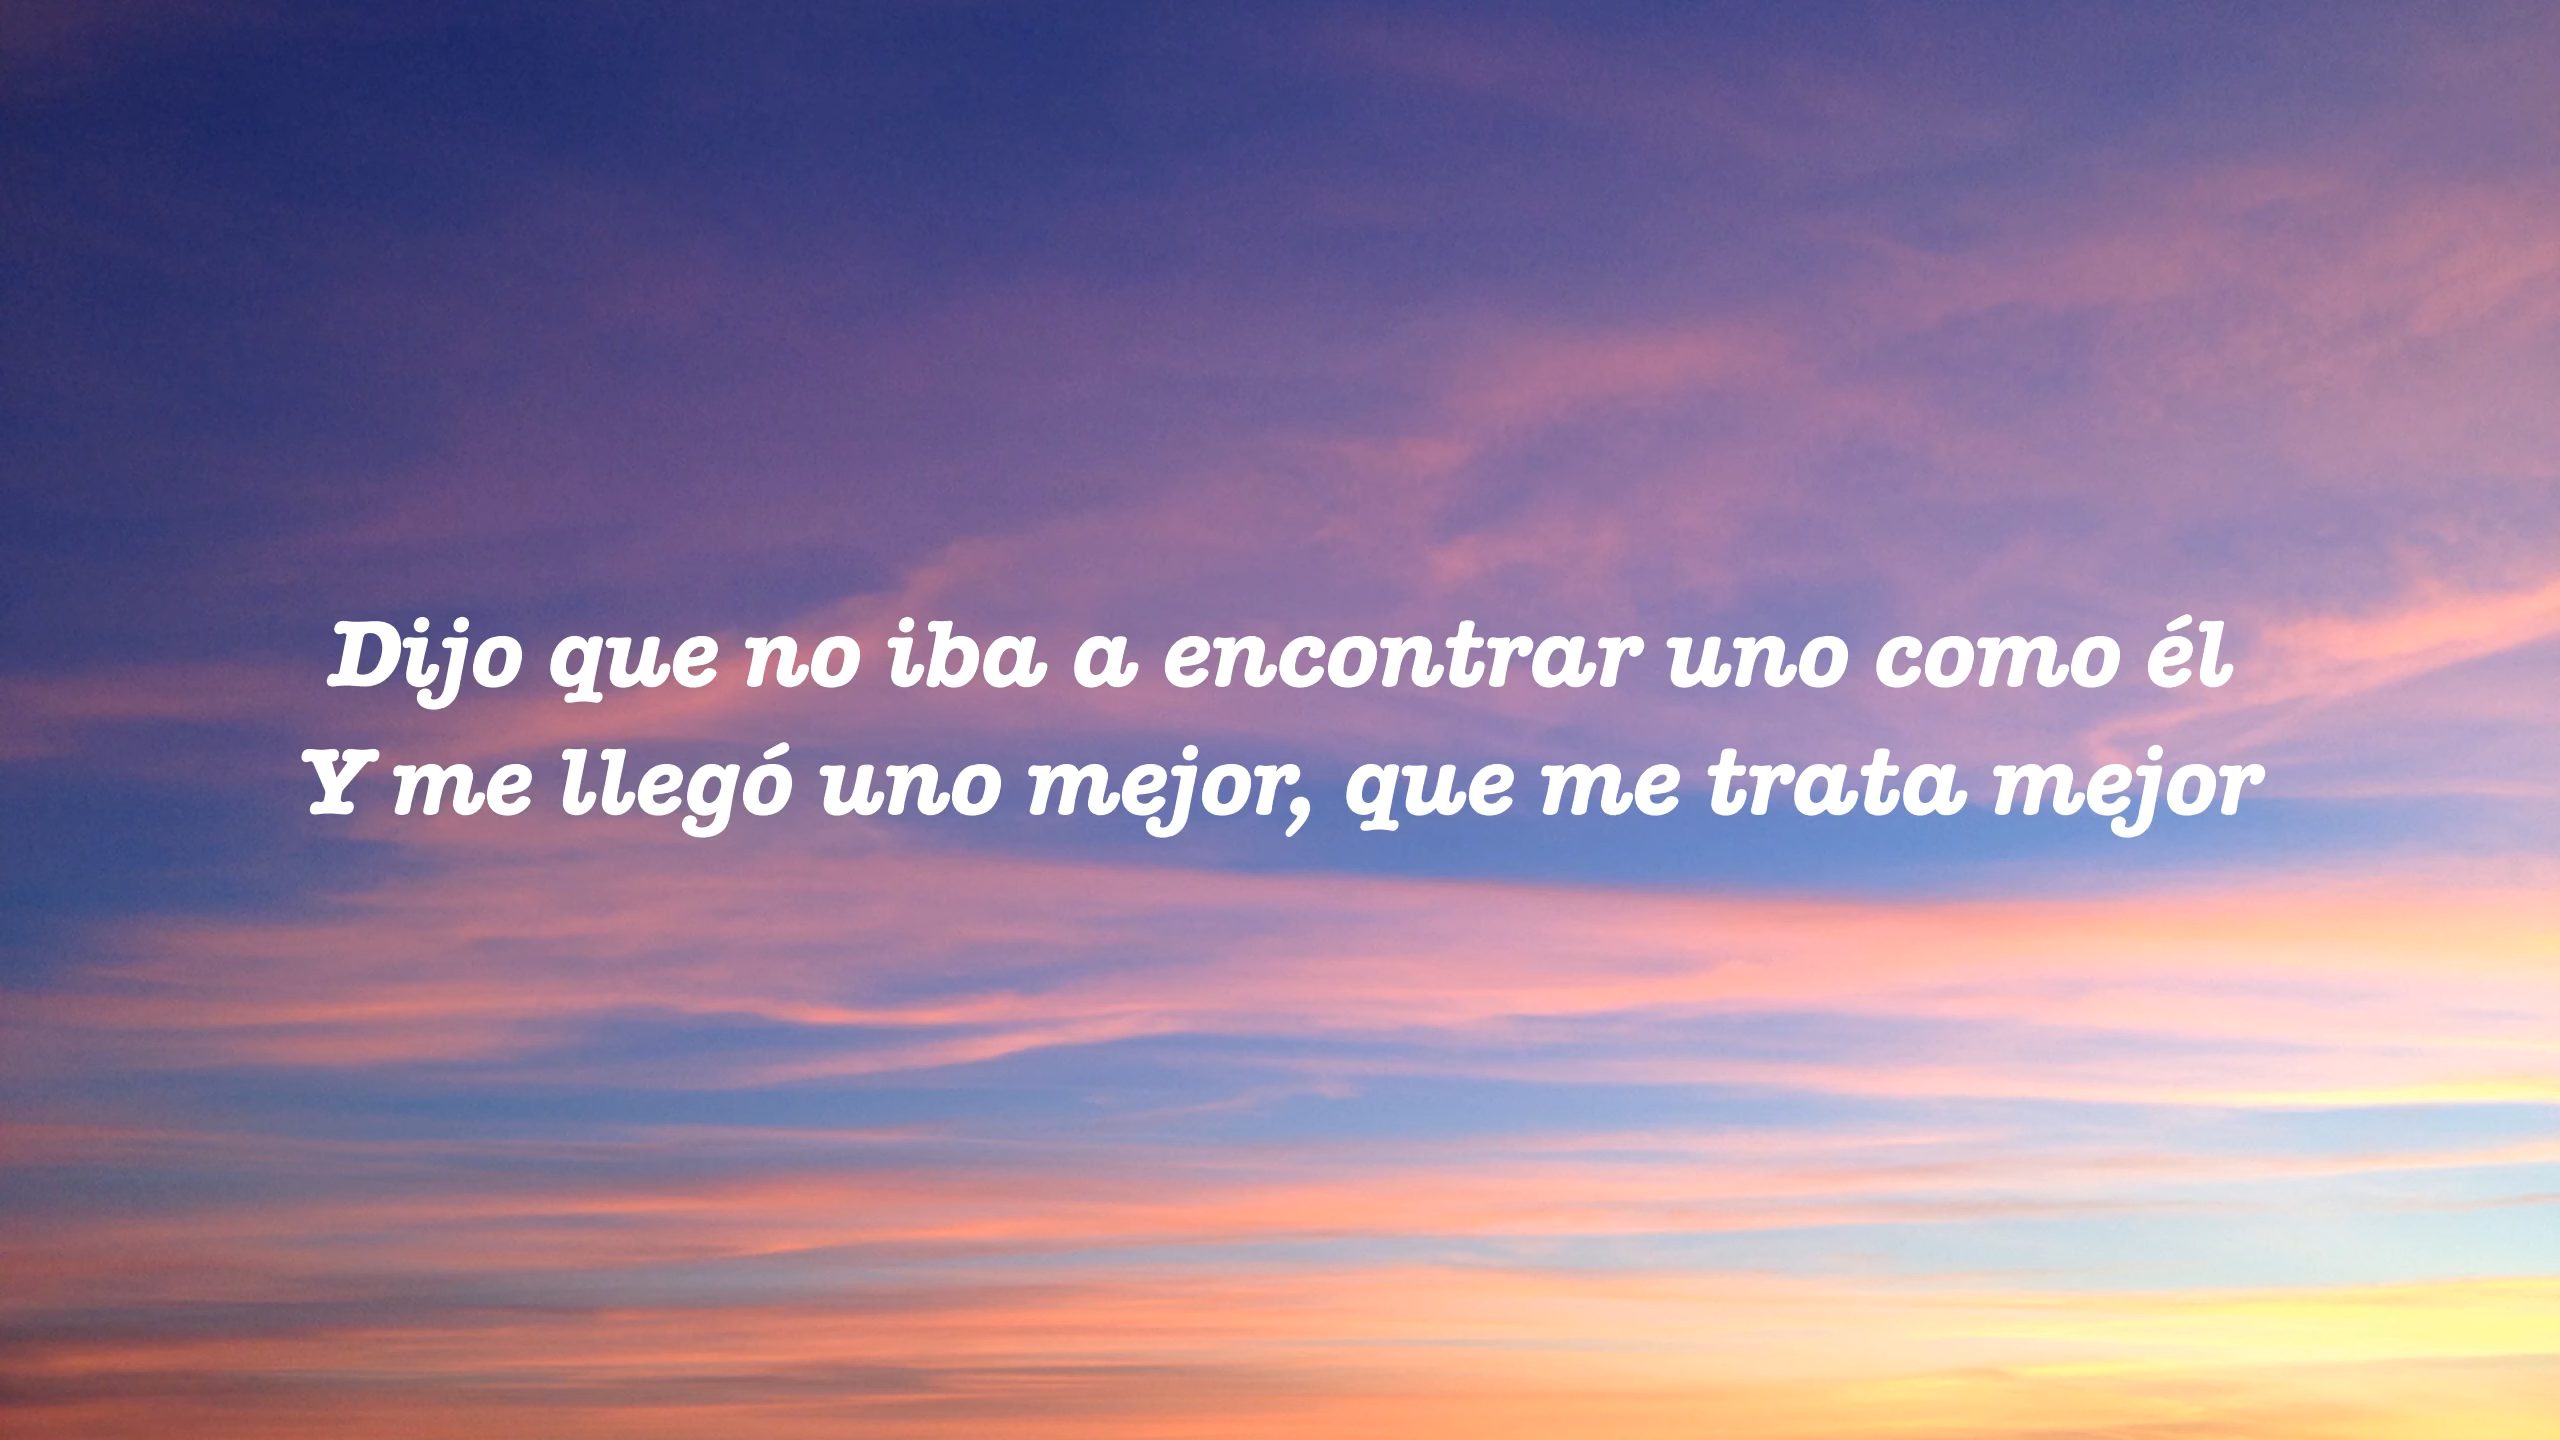 Dijo que no iba a encontrar uno como él
Y me llegó uno mejor, que me trata mejor